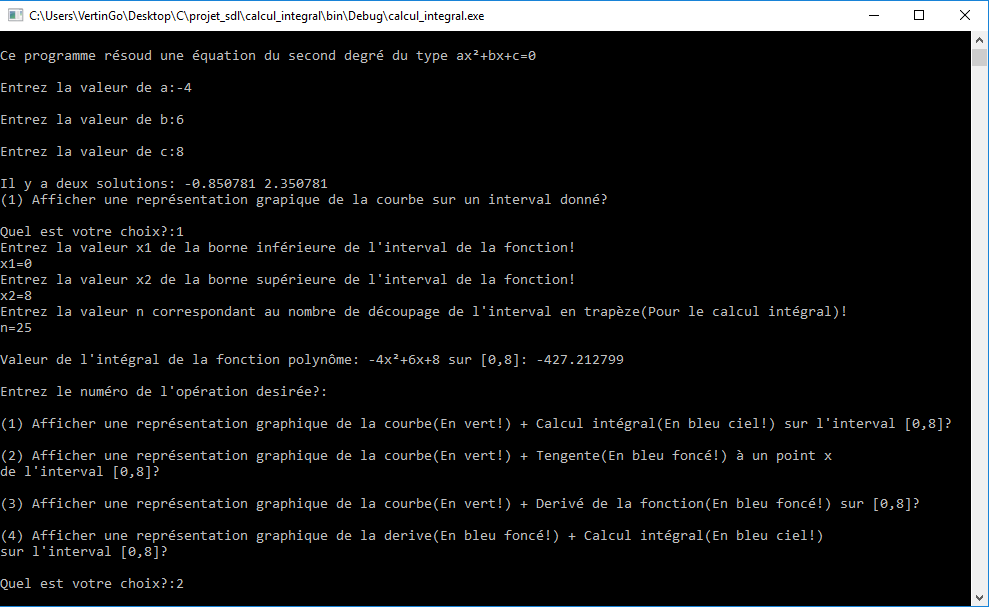 C:\Users\VertinGo\Desktop\C\projet_sdl\calcul_integral\bin\Debug\calcul_integral.exe
Ce programme résoud une équation du second degré du type ax²+bx+c=0
Entrez la valeur de a:-4
Entrez la valeur de b:6
Entrez la valeur de c:8
Il y a deux solutions: -0.850781 2.350781
(1) Afficher une représentation grapique de la courbe sur un interval donné?
Quel est votre choix?:1
Entrez la valeur x1 de la borne inférieure de l'interval de la fonction!
x1=0
Entrez la valeur x2 de la borne supérieure de l'interval de la fonction!
x2=8
Entrez la valeur n correspondant au nombre de découpage de l'interval en trapèze(Pour le calcul intégral)!
n=25
Valeur de l'intégral de la fonction polynôme: -4x²+6x+8 sur [0,8]: -427.212799
Entrez le numéro de l'opération desirée?:
(1) Afficher une représentation graphique de la courbe(En vert!) + Calcul intégral(En bleu ciel!) sur l'interval [0,8]?
(2) Afficher une représentation graphique de la courbe(En vert!) + Tengente(En bleu foncé!) à un point x
de l'interval [0,8]?
(3) Afficher une représentation graphique de la courbe(En vert!) + Derivé de la fonction(En bleu foncé!) sur [0,8]?
(4) Afficher une représentation graphique de la derive(En bleu foncé!) + Calcul intégral(En bleu ciel!)
sur l'interval [0,8]?
Quel est votre choix?:2